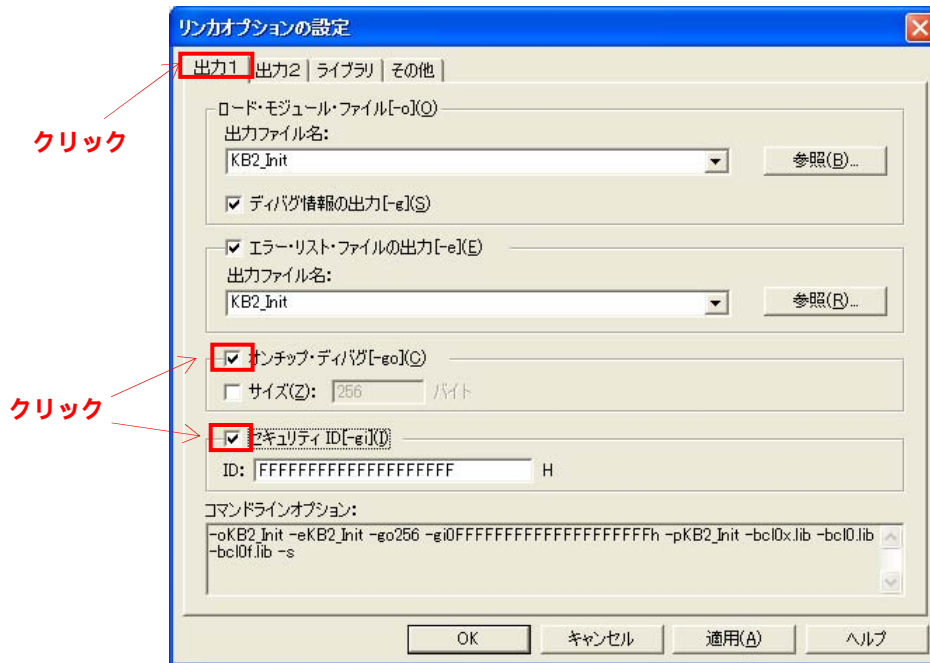 リンカオプションの設定
出力1 出力2 ライブラリ その他
クリック
ロード・モジュール・ファイル[-o](O)
出力ファイル名:
KB2_Init 参照(B)...
ディバグ情報の出力[-g](S)
エラー・リスト・ファイルの出力[-e](E)
出力ファイル名:
KB2_Init 参照(R)...
オンチップ・ディバグ[-go](C)
サイズ(Z): 256 バイト
クリック
セキュリティ ID[-gi](I)
ID: FFFFFFFFFFFFFFFFFFFF H
コマンドラインオプション:
-oKB2_Init -eKB2_Init -go256 -gi0FFFFFFFFFFFFFFFFFFFFh -pKB2_Init -bcl0x.lib -bcl0.lib
-bcl0f.lib -s
OK キャンセル 適用(A) ヘルプ